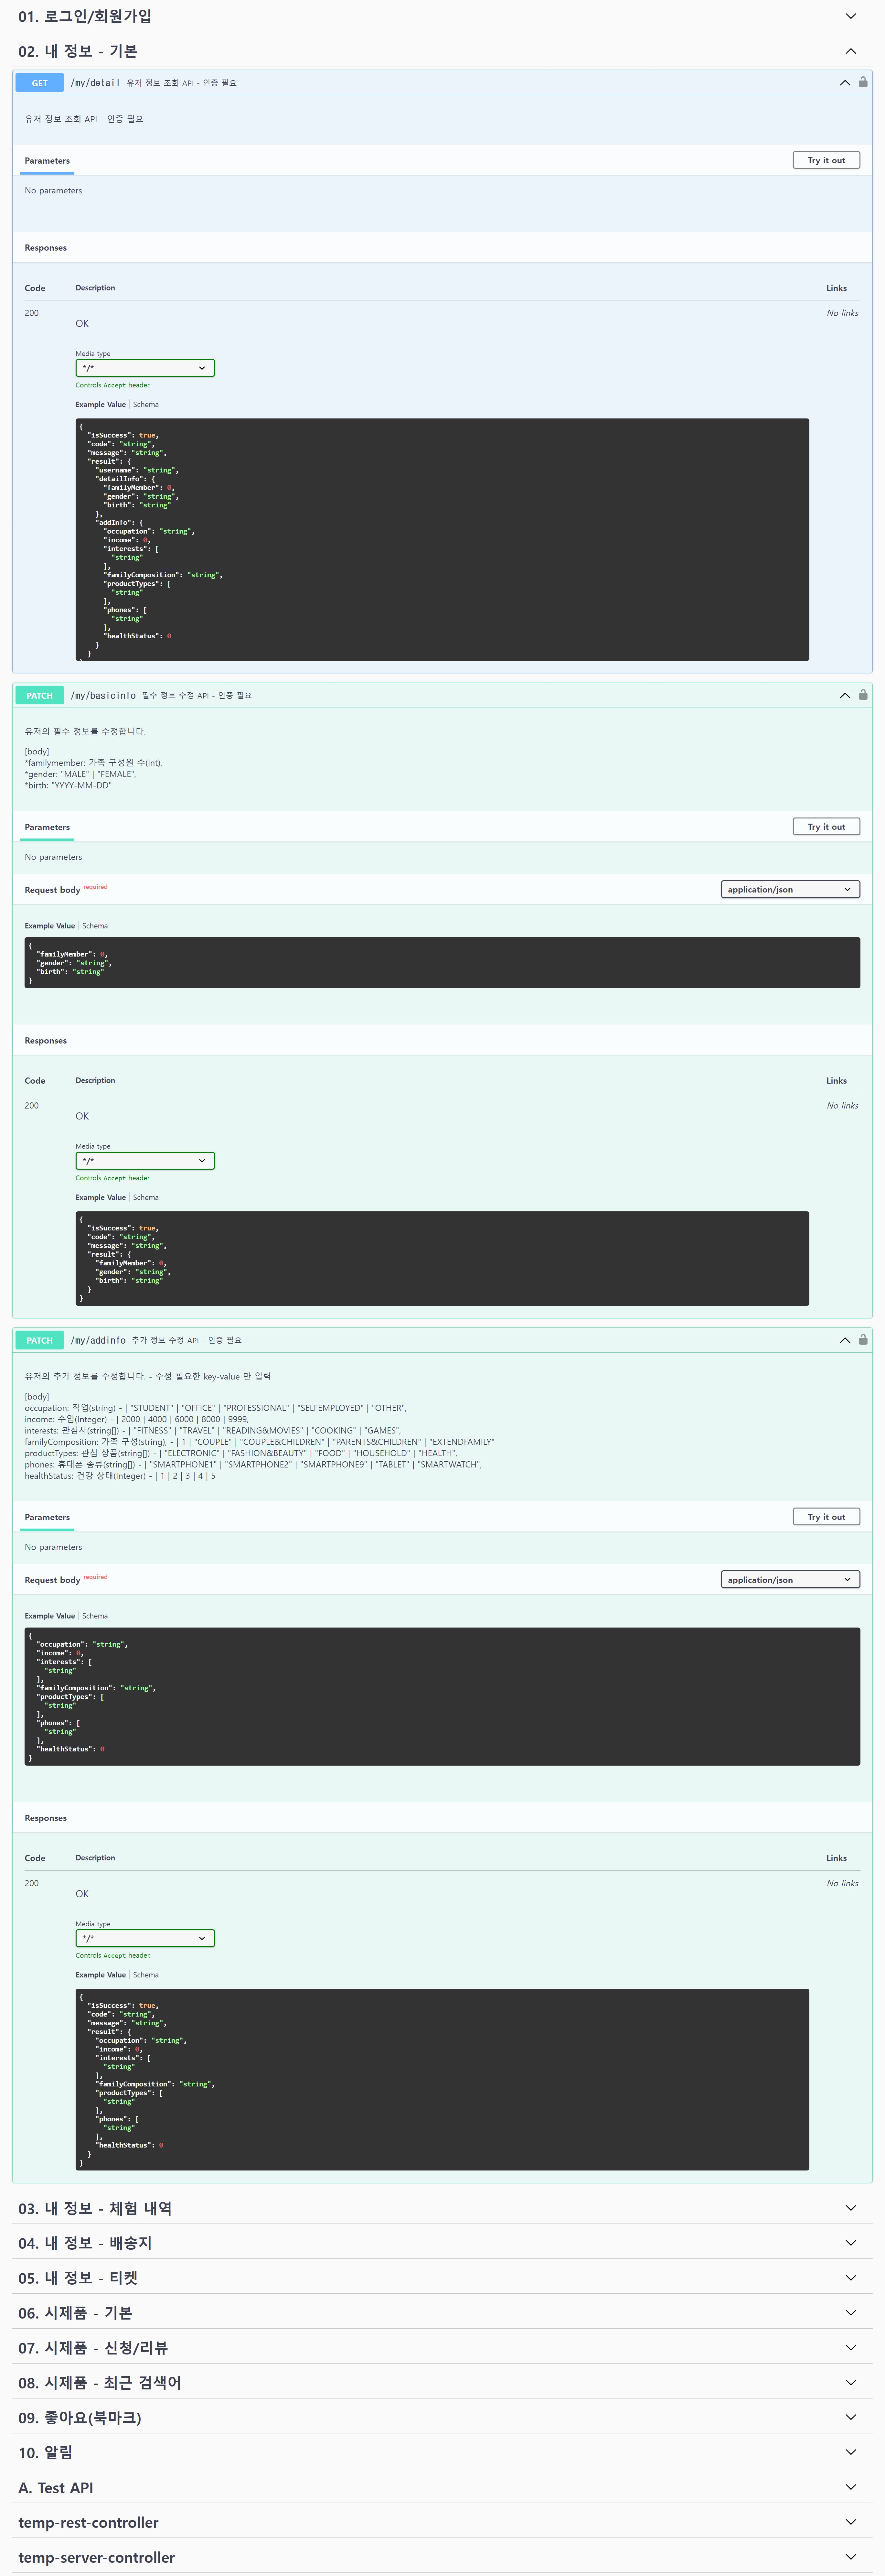 01. 로그인/회원가입
02. 내 정보 - 기본
GET /my/detail 유저 정보 조회 API - 인증 필요
유저 정보 조회 API - 인증 필요
Parameters Try it out
No parameters
Responses
Code Description Links
200 No links
OK
Media type
*/*
Controls Accept header.
Example Value | Schema
{
"isSuccess": true,
"code": "string",
"message": "string",
"result": {
"username": "string",
"detailInfo": {
"familyMember": 0,
"gender": "string",
"birth": "string"
},
"addInfo": {
"occupation": "string",
"income": 0,
"interests": [
"string"
],
"familyComposition": "string",
"productTypes": [
"string"
],
"phones": [
"string"
],
"healthStatus": 0
}
}
PATCH /my/basicinfo 필수 정보 수정 API - 인증 필요
유저의 필수 정보를 수정합니다.
[body]
*familymember: 가족 구성원 수(int),
*gender: "MALE" | "FEMALE",
*birth: "YYYY-MM-DD"
Parameters Try it out
No parameters
Request body required application/json
Example Value | Schema
{
"familyMember": 0,
"gender": "string",
"birth": "string"
}
Responses
Code Description Links
200 No links
OK
Media type
*/*
Controls Accept header.
Example Value | Schema
{
"isSuccess": true,
"code": "string",
"message": "string",
"result": {
"familyMember": 0,
"gender": "string",
"birth": "string"
}
}
PATCH /my/addinfo 추가 정보 수정 API - 인증 필요
유저의 추가 정보를 수정합니다. - 수정 필요한 key-value 만 입력
[body]
occupation: 직업(string) - | "STUDENT" | "OFFICE" | "PROFESSIONAL" | "SELFEMPLOYED" | "OTHER",
income: 수입(Integer) - | 2000 | 4000 | 6000 | 8000 | 9999,
interests: 관심사(string[]) - | "FITNESS" | "TRAVEL" | "READING&MOVIES" | "COOKING" | "GAMES",
familyComposition: 가족 구성(string), - | 1 | "COUPLE" | "COUPLE&CHILDREN" | "PARENTS&CHILDREN" | "EXTENDFAMILY"
productTypes: 관심 상품(string[]) - | "ELECTRONIC" | "FASHION&BEAUTY" | "FOOD" | "HOUSEHOLD" | "HEALTH",
phones: 휴대폰 종류(string[]) - | "SMARTPHONE1" | "SMARTPHONE2" | "SMARTPHONE9" | "TABLET" | "SMARTWATCH",
healthStatus: 건강 상태(Integer) - | 1 | 2 | 3 | 4 | 5
Parameters Try it out
No parameters
Request body required application/json
Example Value | Schema
{
"occupation": "string",
"income": 0,
"interests": [
"string"
],
"familyComposition": "string",
"productTypes": [
"string"
],
"phones": [
"string"
],
"healthStatus": 0
}
Responses
Code Description Links
200 No links
OK
Media type
*/*
Controls Accept header.
Example Value | Schema
{
"isSuccess": true,
"code": "string",
"message": "string",
"result": {
"occupation": "string",
"income": 0,
"interests": [
"string"
],
"familyComposition": "string",
"productTypes": [
"string"
],
"phones": [
"string"
],
"healthStatus": 0
}
}
03. 내 정보 - 체험 내역
04. 내 정보 - 배송지
05. 내 정보 - 티켓
06. 시제품 - 기본
07. 시제품 - 신청/리뷰
08. 시제품 - 최근 검색어
09. 좋아요(북마크)
10. 알림
A. Test API
temp-rest-controller
temp-server-controller